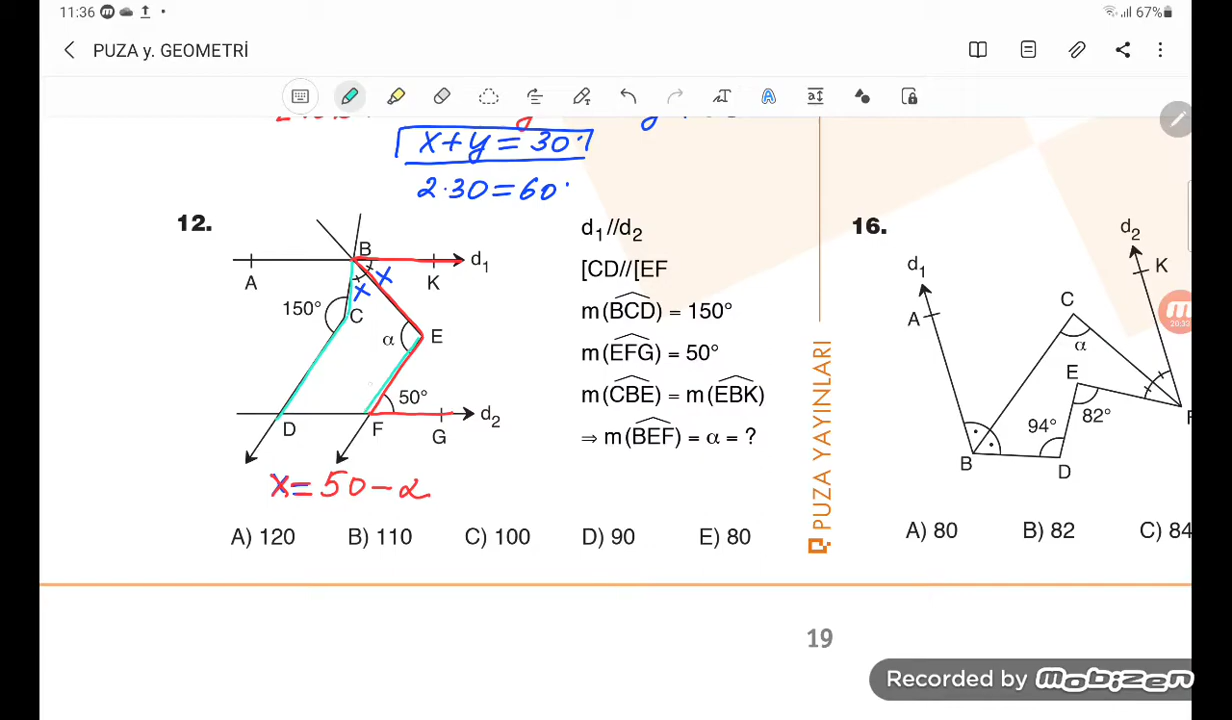 11:36
67%
PUZA y. GEOMETRİ
x+y=30°
2·30=60°
12.
A
B
K
d₁
x
x
150°
C
α
E
50°
D
F
G
d₂
x=50-α
d₁//d₂
[CD//[EF
m(BCD) = 150°
m(EFG) = 50°
m(CBE) = m(EBK)
⇒ m(BEF) = α = ?
A) 120 B) 110 C) 100 D) 90 E) 80
PUZA YAYINLARI
16.
d₁
d₂
K
A
C
α
E
82°
94°
B
D
A) 80 B) 82 C) 84
19
20:33
Recorded by mobizen